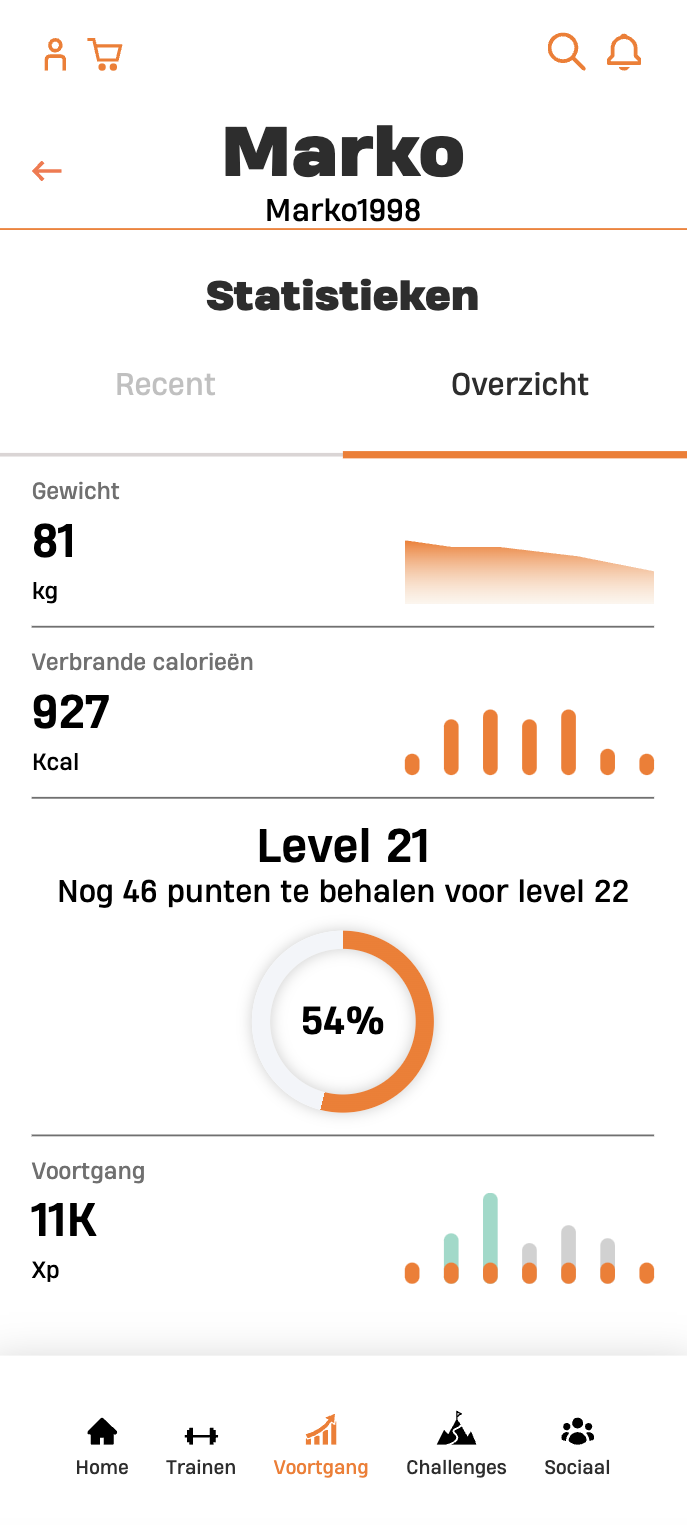 Marko
Marko1998
Statistieken
Recent
Overzicht
Gewicht
81
kg
Verbrande calorieën
927
Kcal
Level 21
Nog 46 punten te behalen voor level 22
54%
Voortgang
11K
Xp
Home
Trainen
Voortgang
Challenges
Sociaal